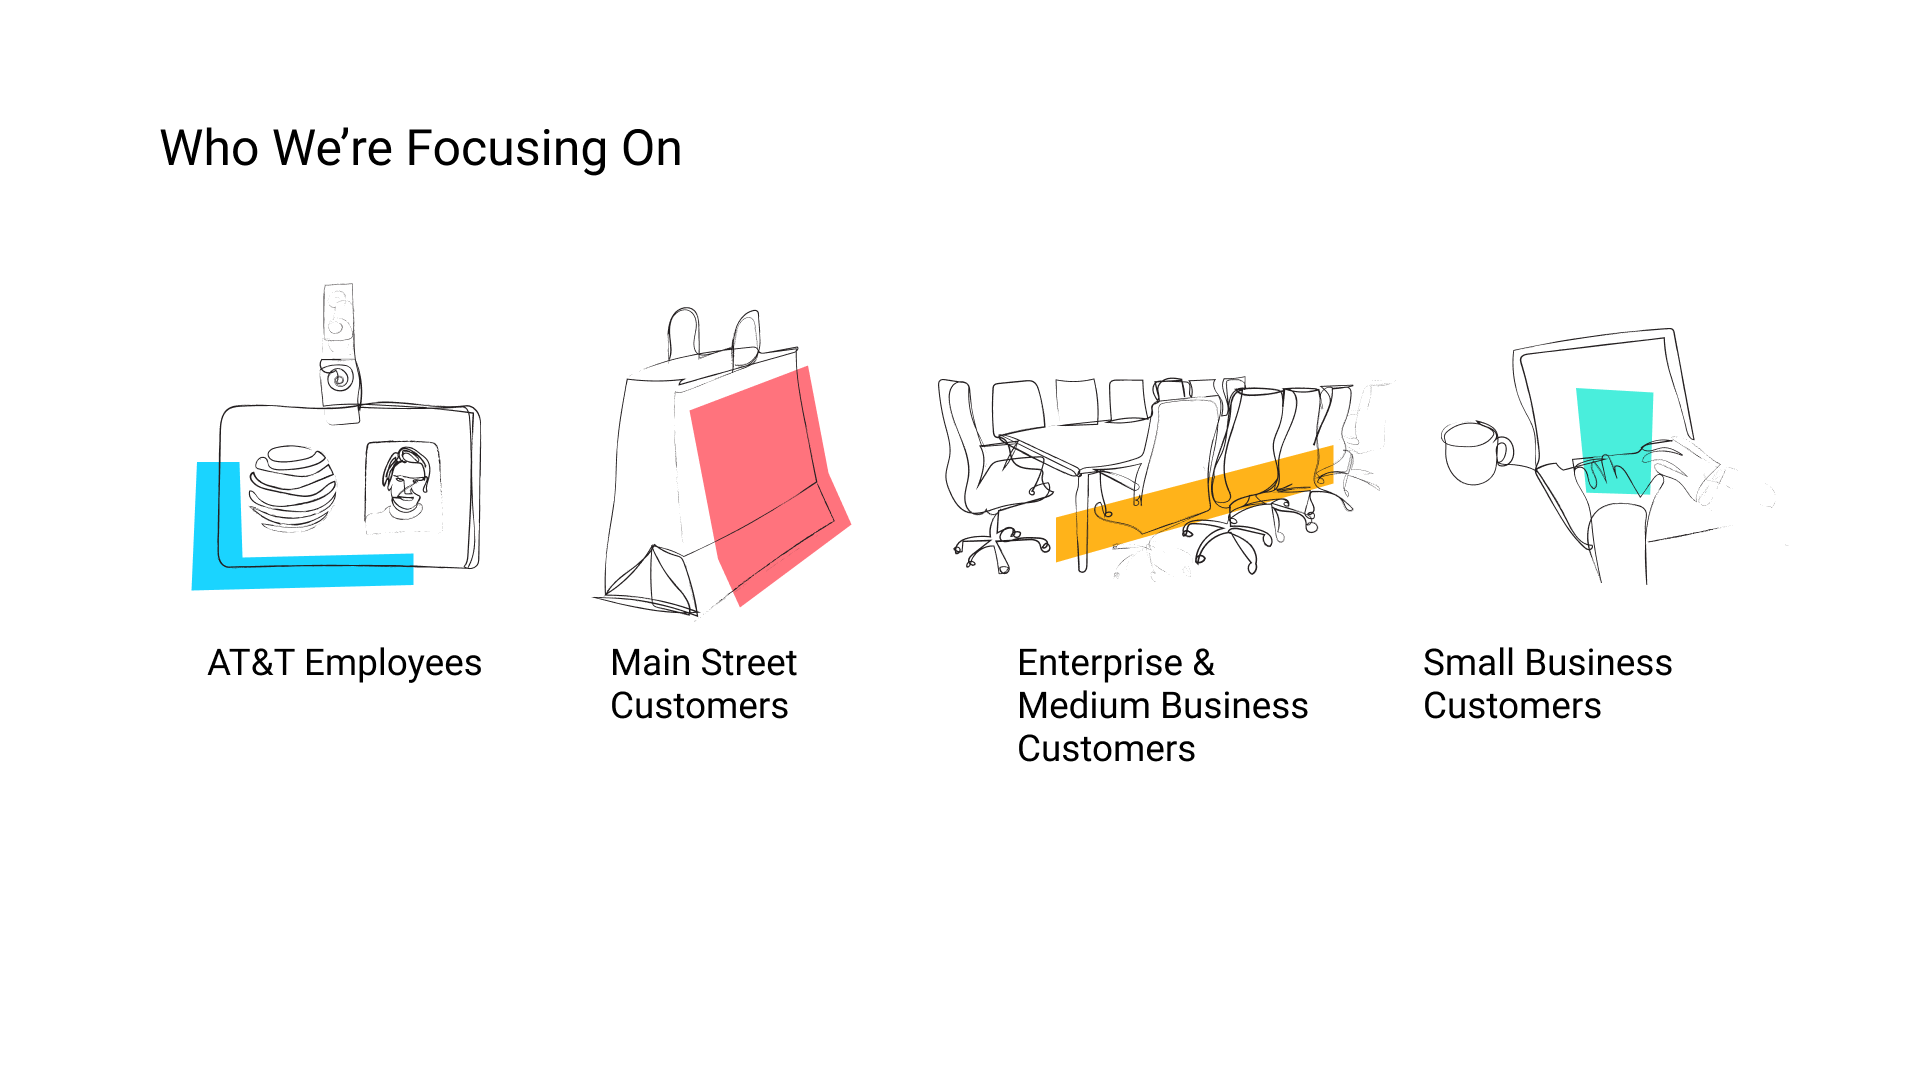 Who We’re Focusing On
AT&T Employees
Main Street
Customers
Enterprise &
Medium Business
Customers
Small Business
Customers